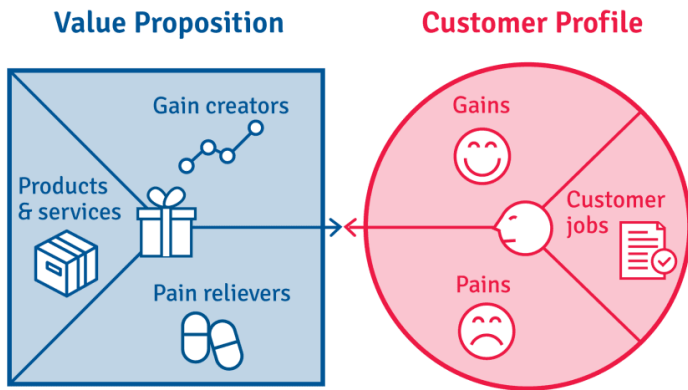 Value Proposition
Gain creators
Products
& services
Pain relievers
Customer Profile
Gains
Customer
jobs
Pains